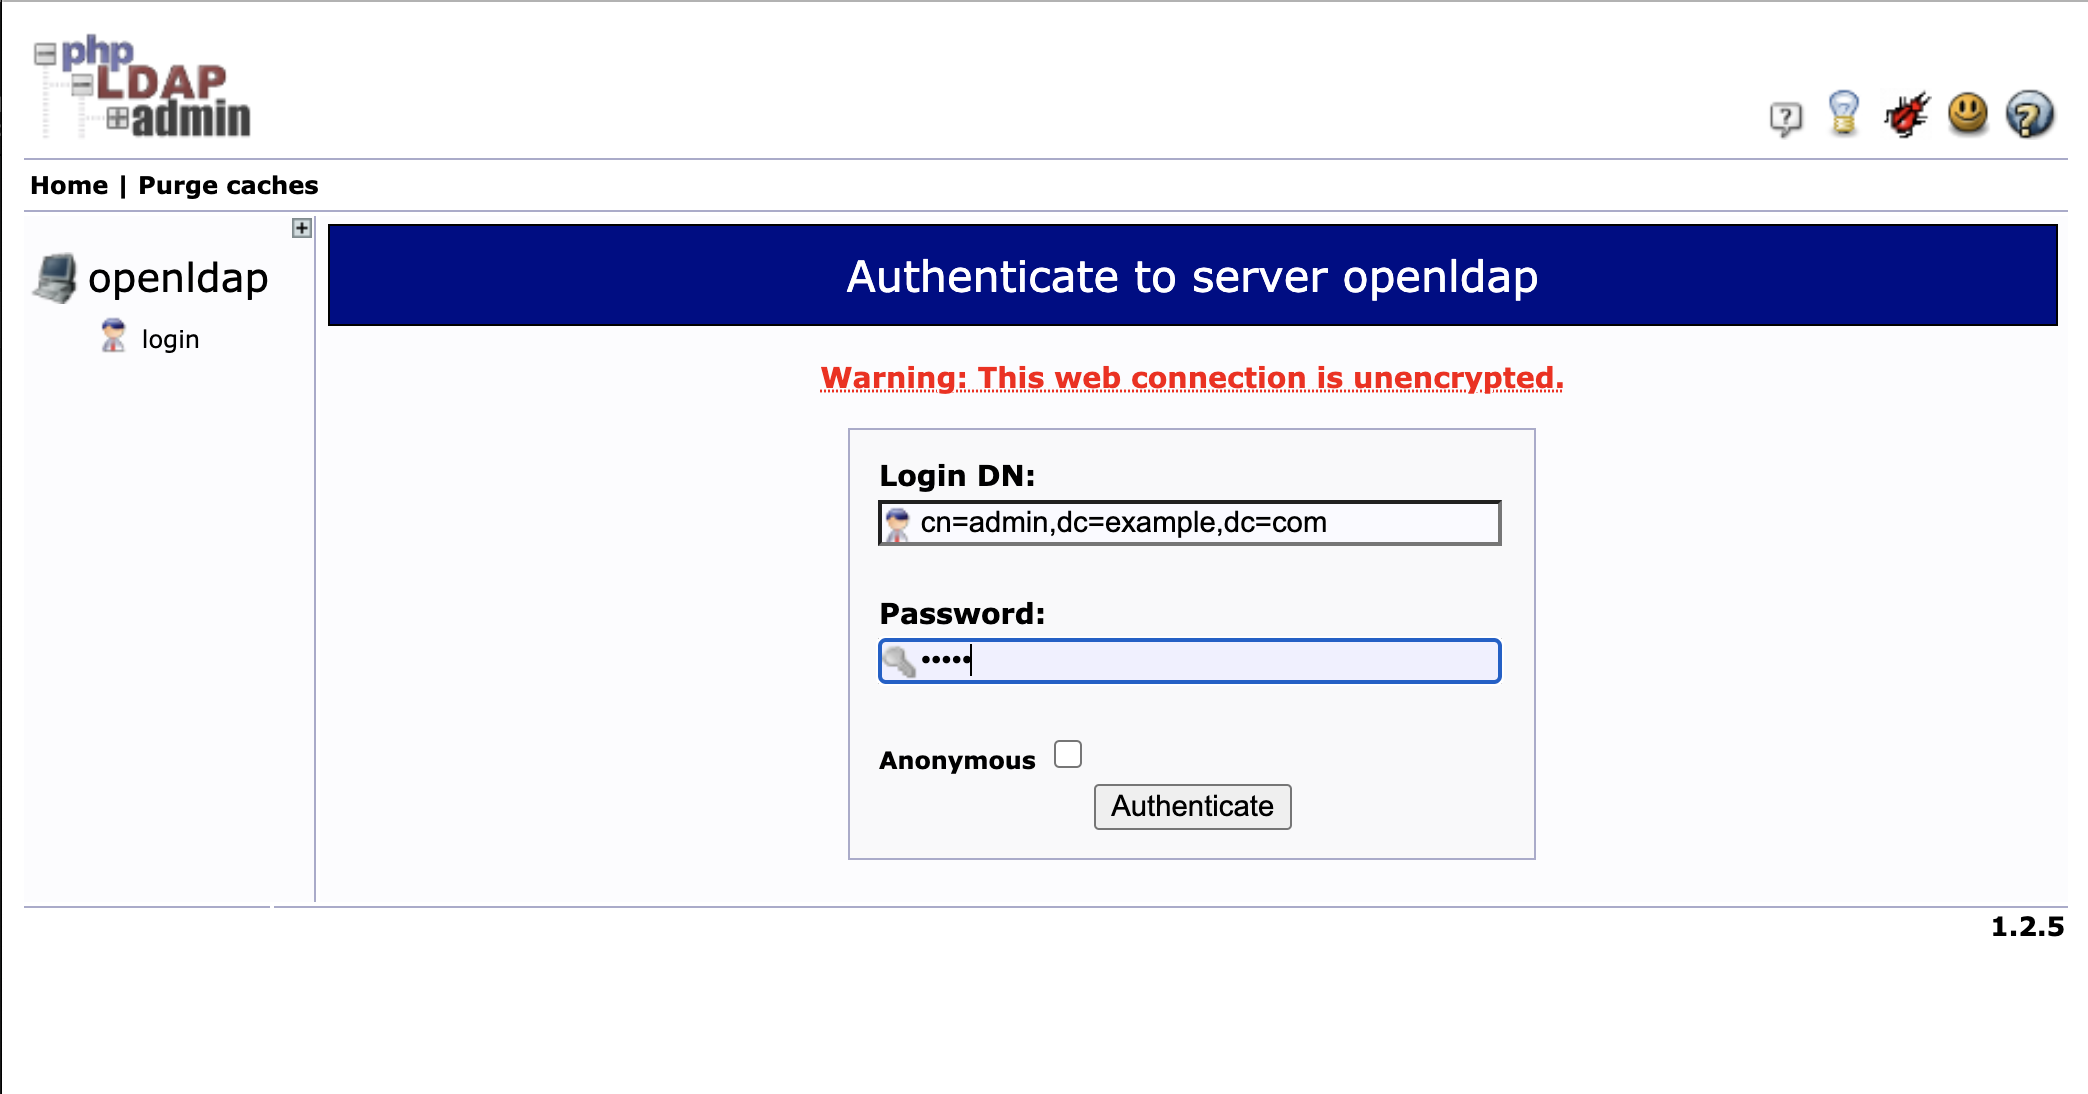 php
LDAP
admin
Home | Purge caches
openldap
login
Authenticate to server openldap
Warning: This web connection is unencrypted.
Login DN:
cn=admin,dc=example,dc=com
Password:
•••••
Anonymous
Authenticate
1.2.5